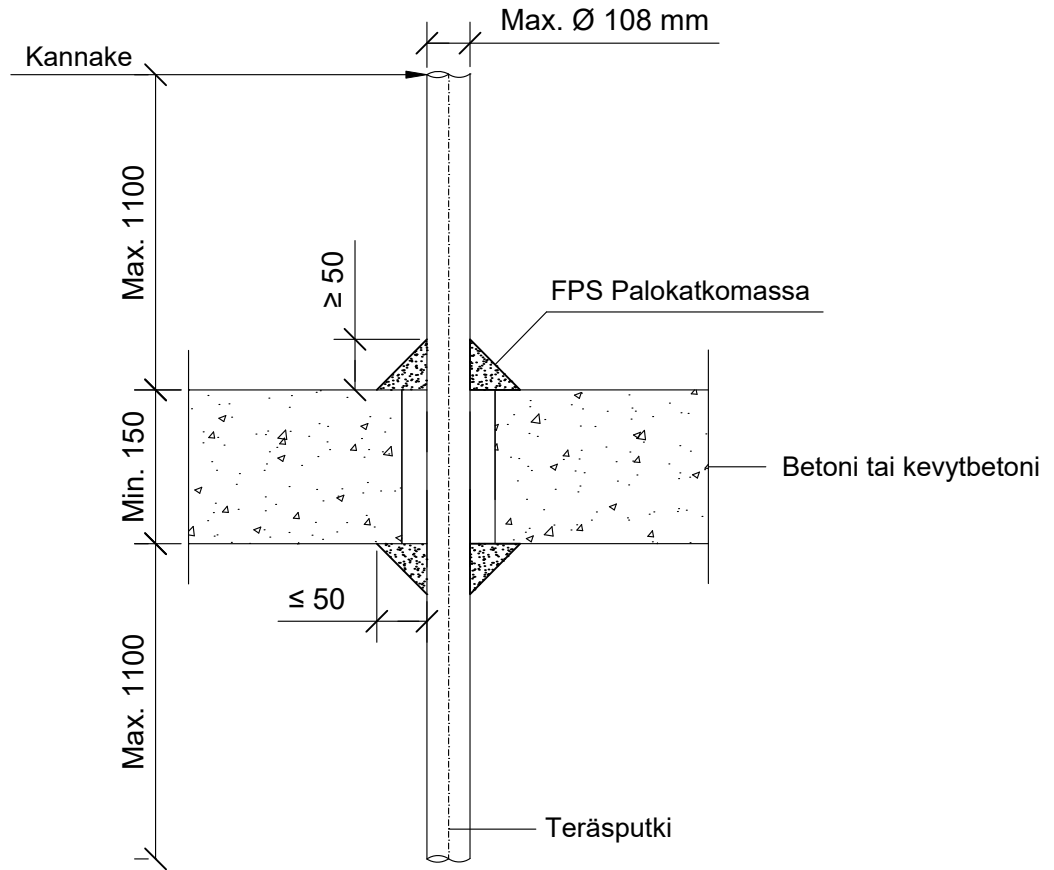 Max. Ø 108 mm
Kannake
Max. 1100
≥ 50
FPS Palokatkomassa
Min. 150
Betoni tai kevytbetoni
≤ 50
Max. 1100
Teräsputki